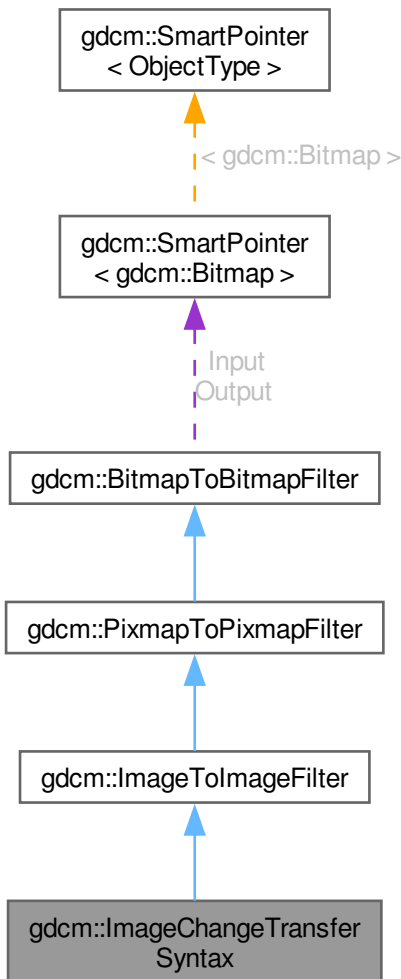 gdcm::SmartPointer
< ObjectType >
< gdcm::Bitmap >
gdcm::SmartPointer
< gdcm::Bitmap >
Input
Output
gdcm::BitmapToBitmapFilter
gdcm::PixmapToPixmapFilter
gdcm::ImageToImageFilter
gdcm::ImageChangeTransfer
Syntax